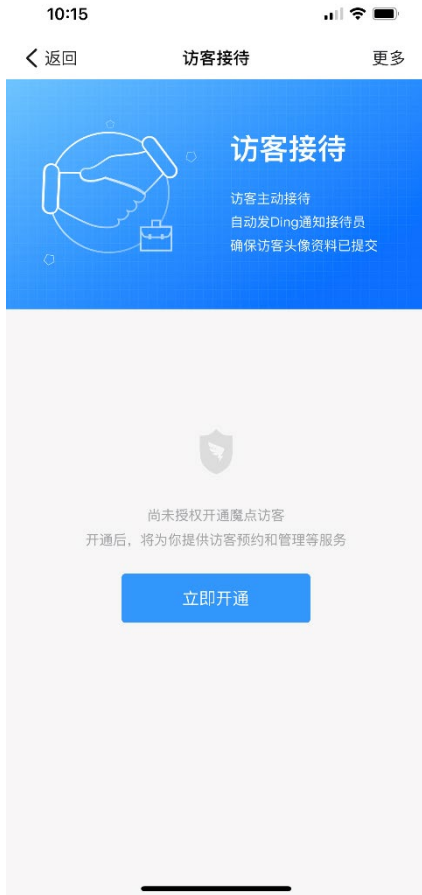 10:15
返回
访客接待
更多
访客接待
访客主动接待
自动发Ding通知接待员
确保访客头像资料已提交
尚未授权开通魔点访客
开通后，将为你提供访客预约和管理等服务
立即开通